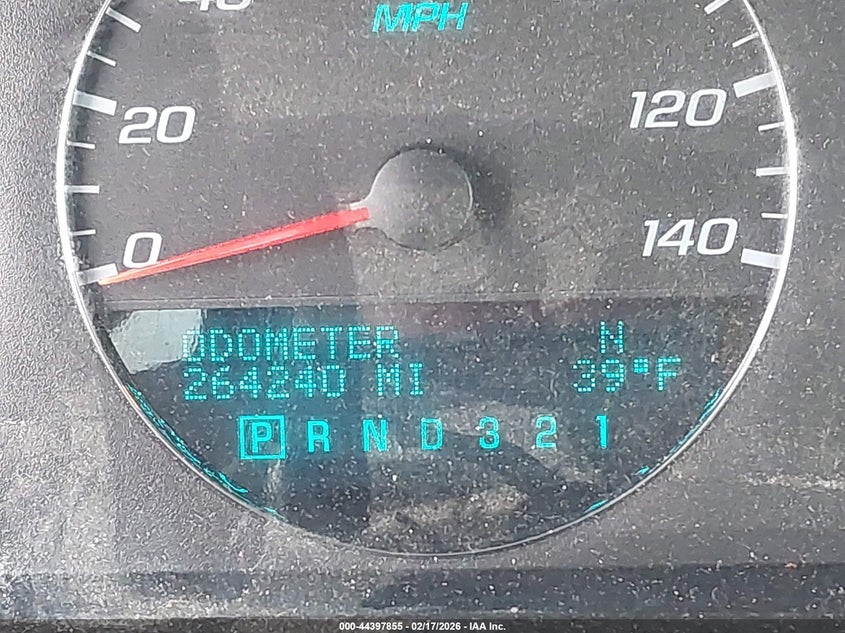 MPH
20
120
0
140
ODOMETER N
264240 MI 39°F
P R N D 3 2 1
000-44397855 - 02/17/2026 - IAA Inc.